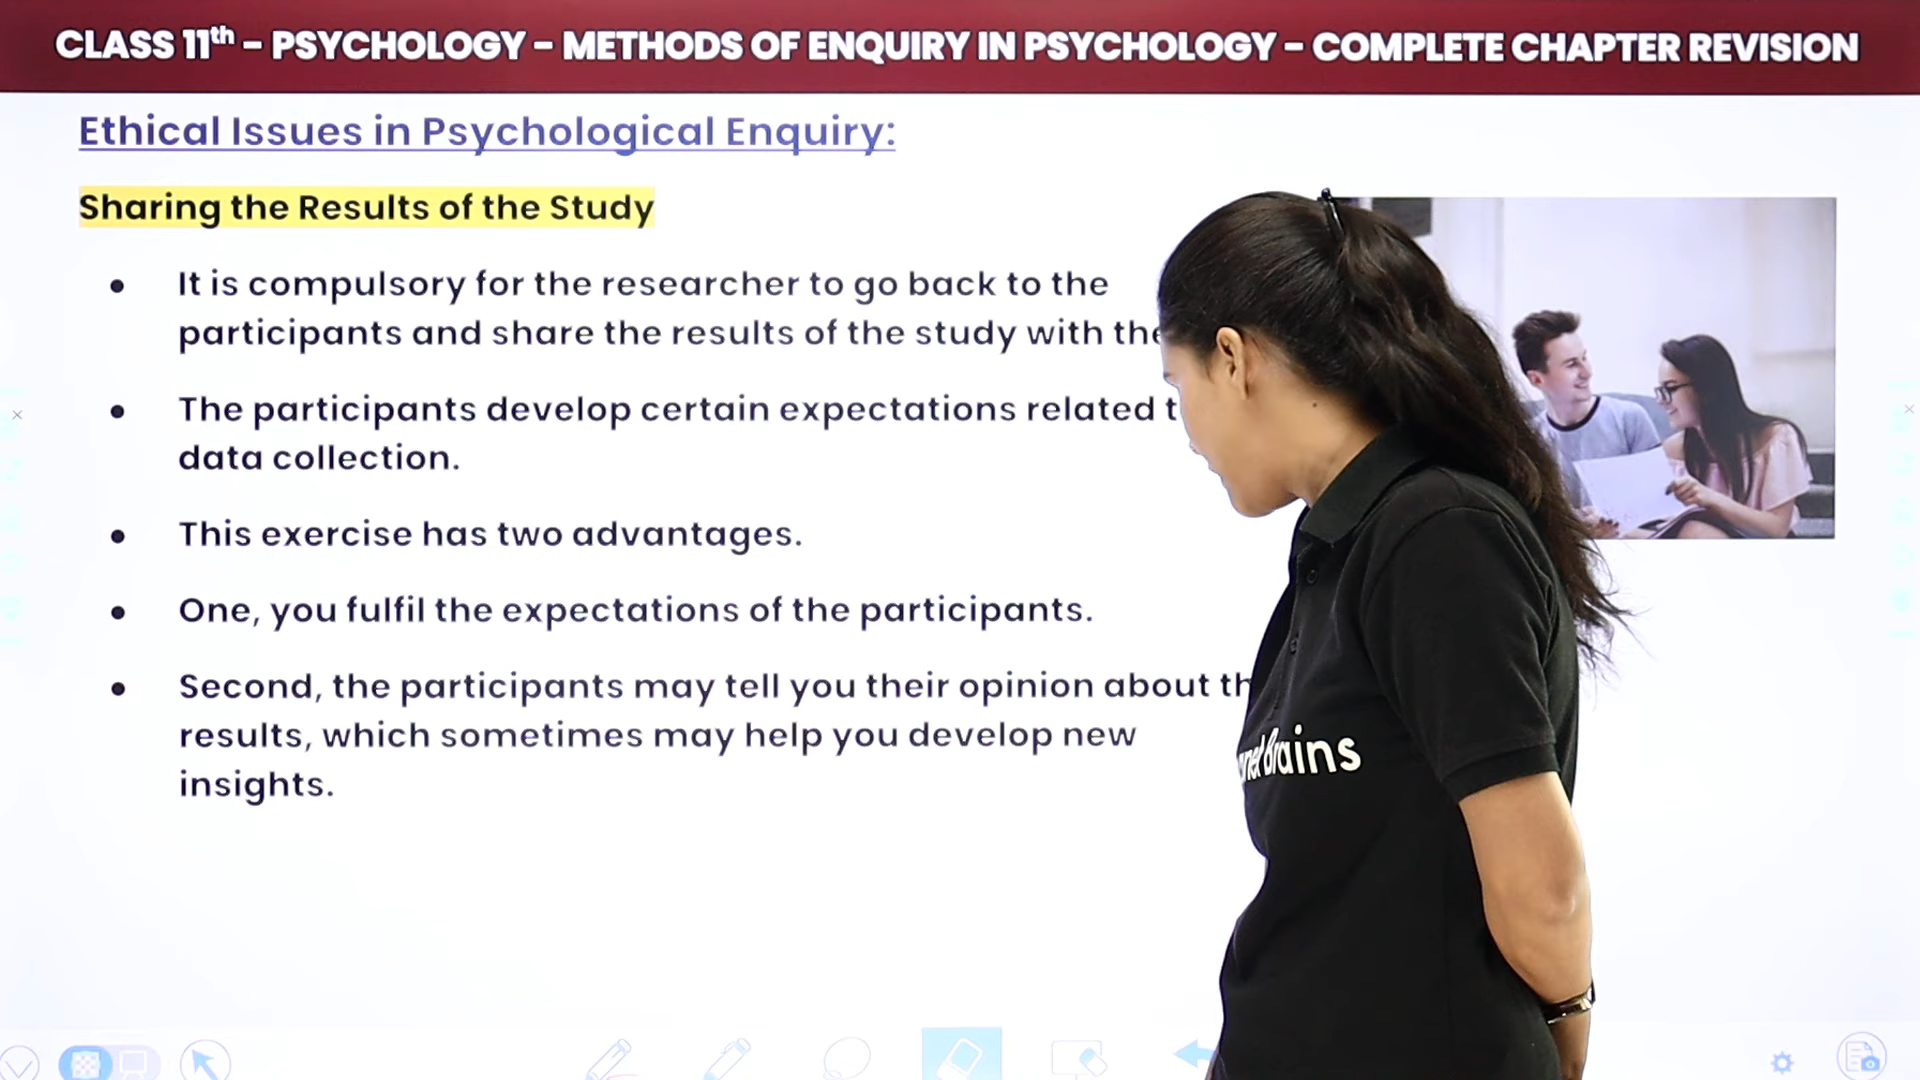 CLASS 11th – PSYCHOLOGY – METHODS OF ENQUIRY IN PSYCHOLOGY – COMPLETE CHAPTER REVISION
Ethical Issues in Psychological Enquiry:
Sharing the Results of the Study
• It is compulsory for the researcher to go back to the
participants and share the results of the study with
• The participants develop certain expectations related
data collection.
• This exercise has two advantages.
• One, you fulfil the expectations of the participants.
• Second, the participants may tell you their opinion about
results, which sometimes may help you develop new
insights.
Brains